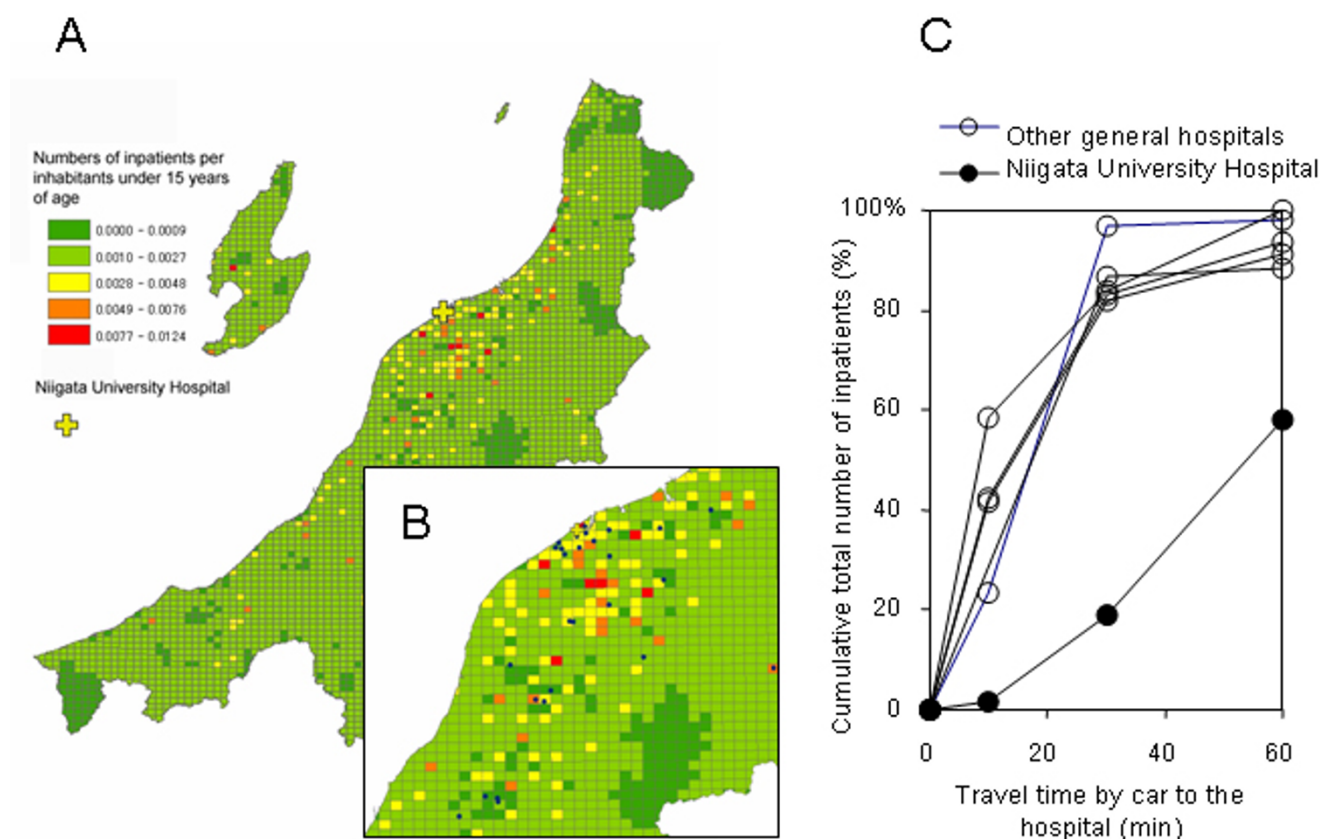 A
Numbers of inpatients per
inhabitants under 15 years
of age
0.0000 - 0.0009
0.0010 - 0.0027
0.0028 - 0.0048
0.0049 - 0.0076
0.0077 - 0.0124
Niigata University Hospital
B
C
Other general hospitals
Niigata University Hospital
Cumulative total number of inpatients (%)
100%
80
60
40
20
0
0 20 40 60
Travel time by car to the
hospital (min)